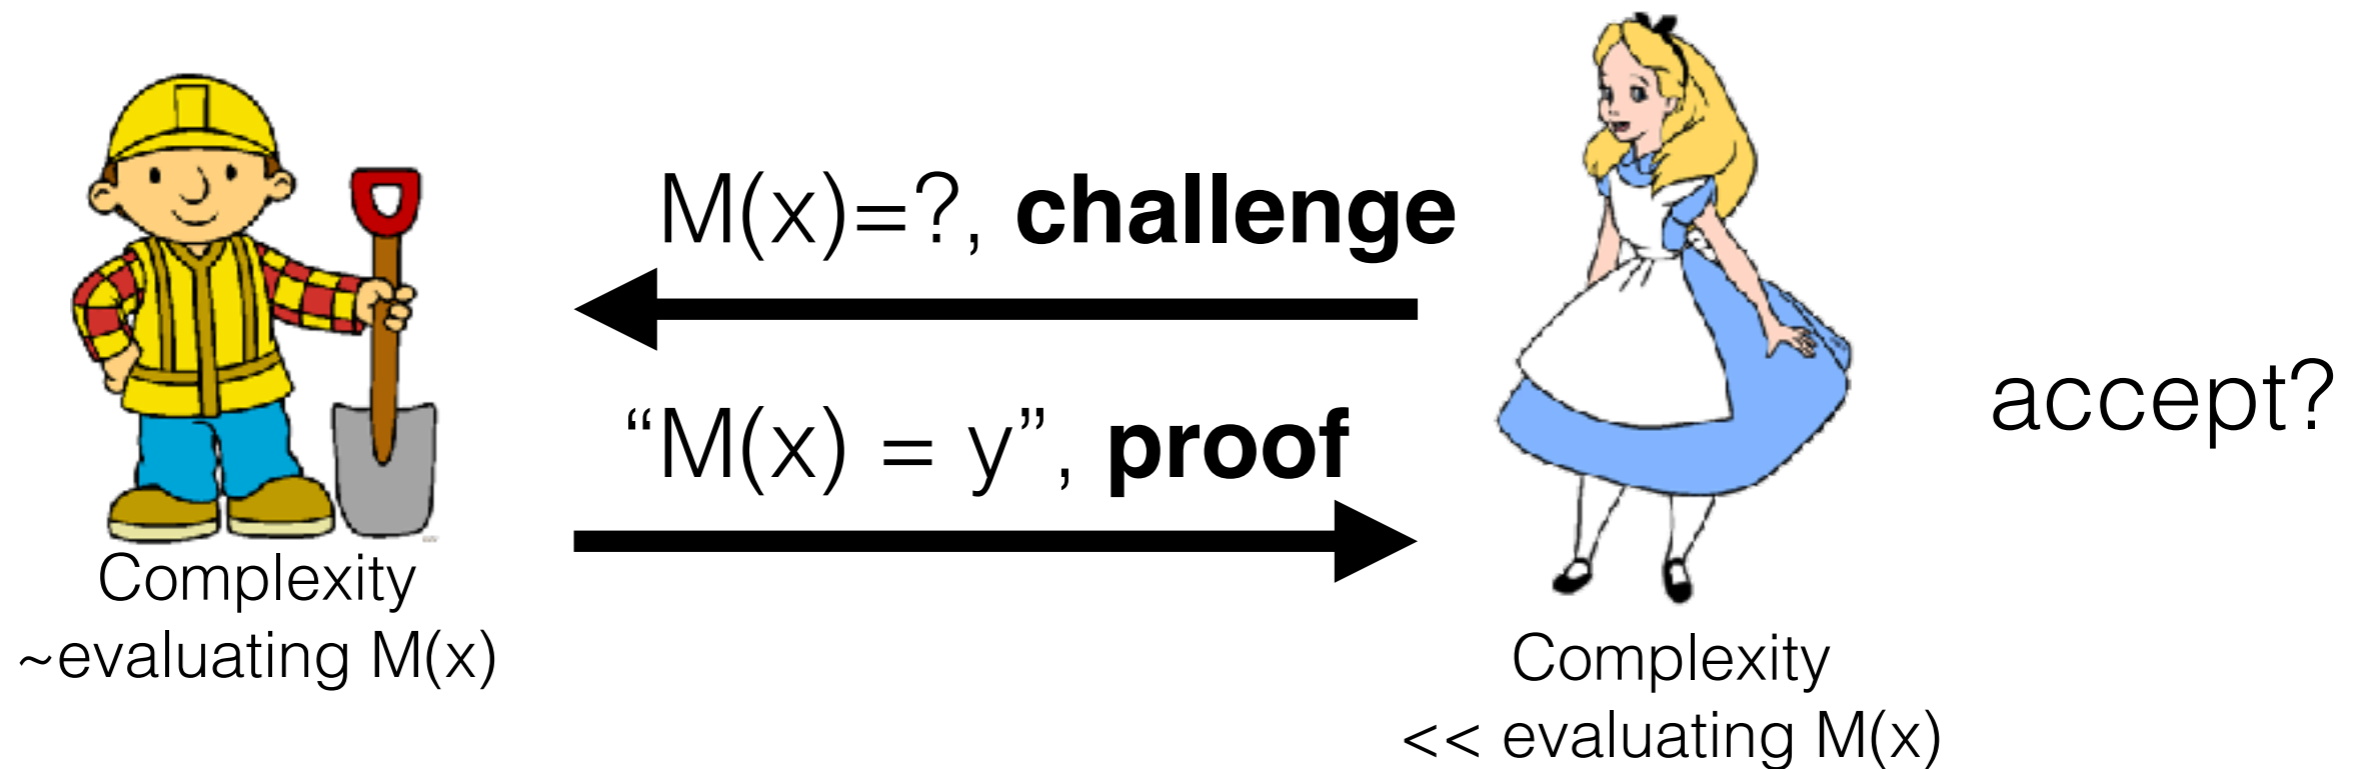 M(x)=?, challenge
“M(x) = y”, proof
accept?
Complexity
~evaluating M(x)
Complexity
<< evaluating M(x)